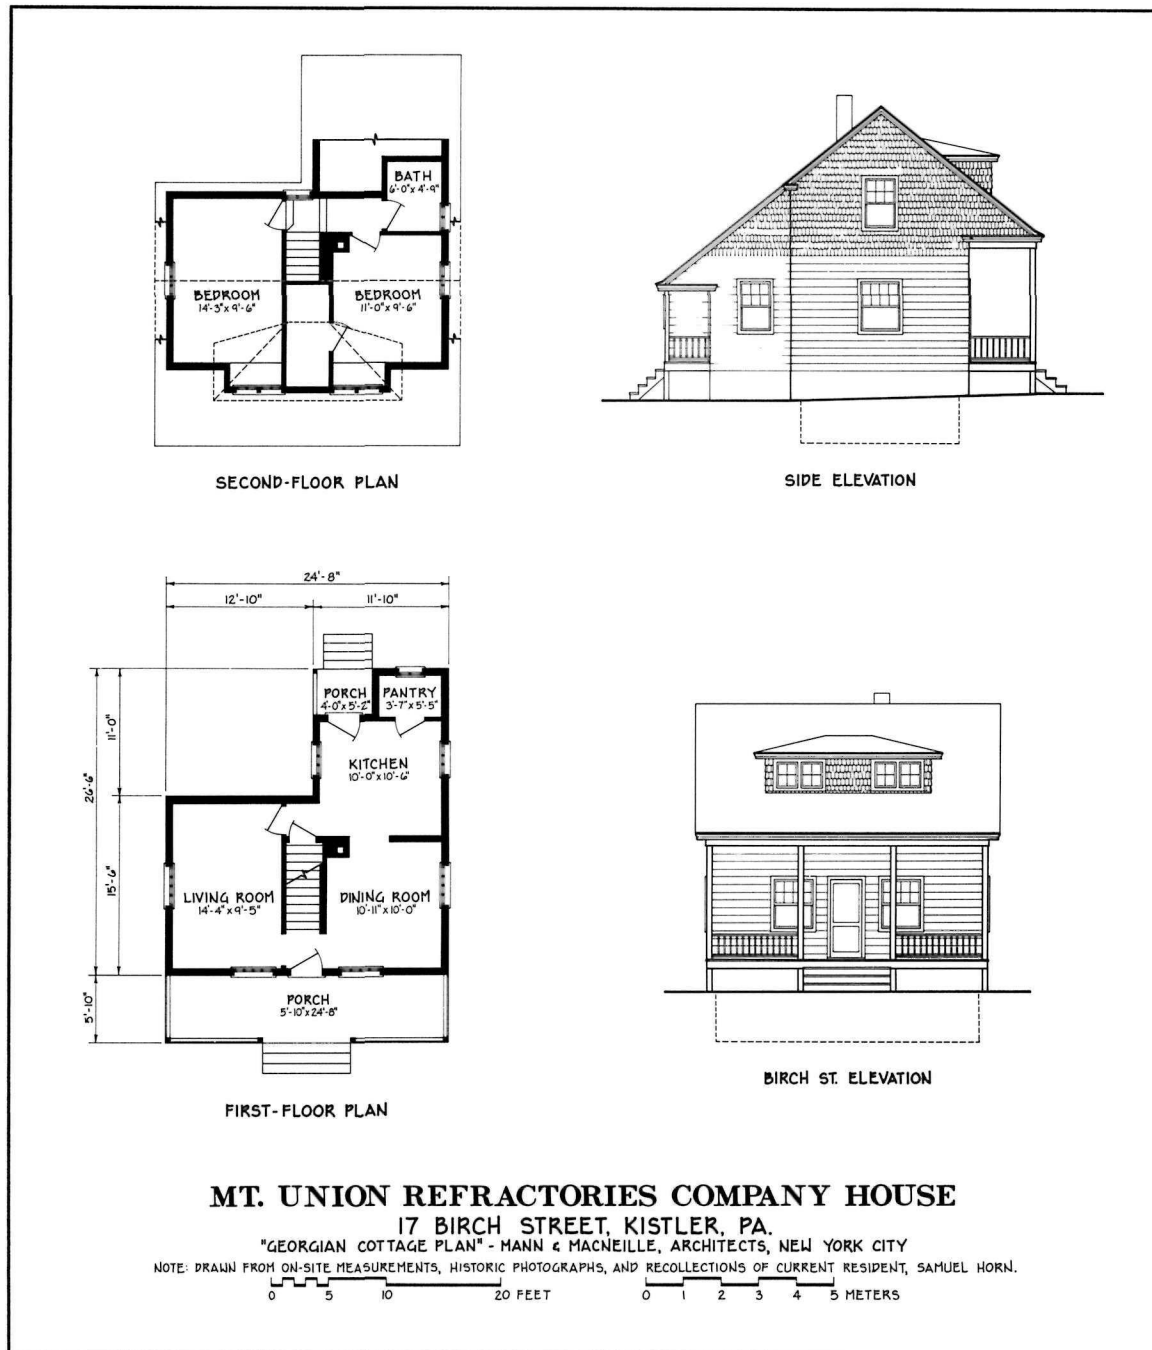 BATH
6'-0" x 4'-9"
BEDROOM
14'-3" x 9'-6"
BEDROOM
11'-0" x 9'-6"
SECOND-FLOOR PLAN
SIDE ELEVATION
24'-8"
12'-10"
11'-10"
PORCH
4'-0" x 5'-2"
PANTRY
3'-7" x 5'-5"
11'-0"
26'-6"
KITCHEN
10'-0" x 10'-6"
15'-6"
LIVING ROOM
14'-4" x 9'-5"
DINING ROOM
10'-11" x 10'-0"
5'-10"
PORCH
5'-10" x 24'-8"
FIRST-FLOOR PLAN
BIRCH ST. ELEVATION
MT. UNION REFRACTORIES COMPANY HOUSE
17 BIRCH STREET, KISTLER, PA.
"GEORGIAN COTTAGE PLAN" - MANN & MACNEILLE, ARCHITECTS, NEW YORK CITY
NOTE: DRAWN FROM ON-SITE MEASUREMENTS, HISTORIC PHOTOGRAPHS, AND RECOLLECTIONS OF CURRENT RESIDENT, SAMUEL HORN.
0 5 10 20 FEET
0 1 2 3 4 5 METERS